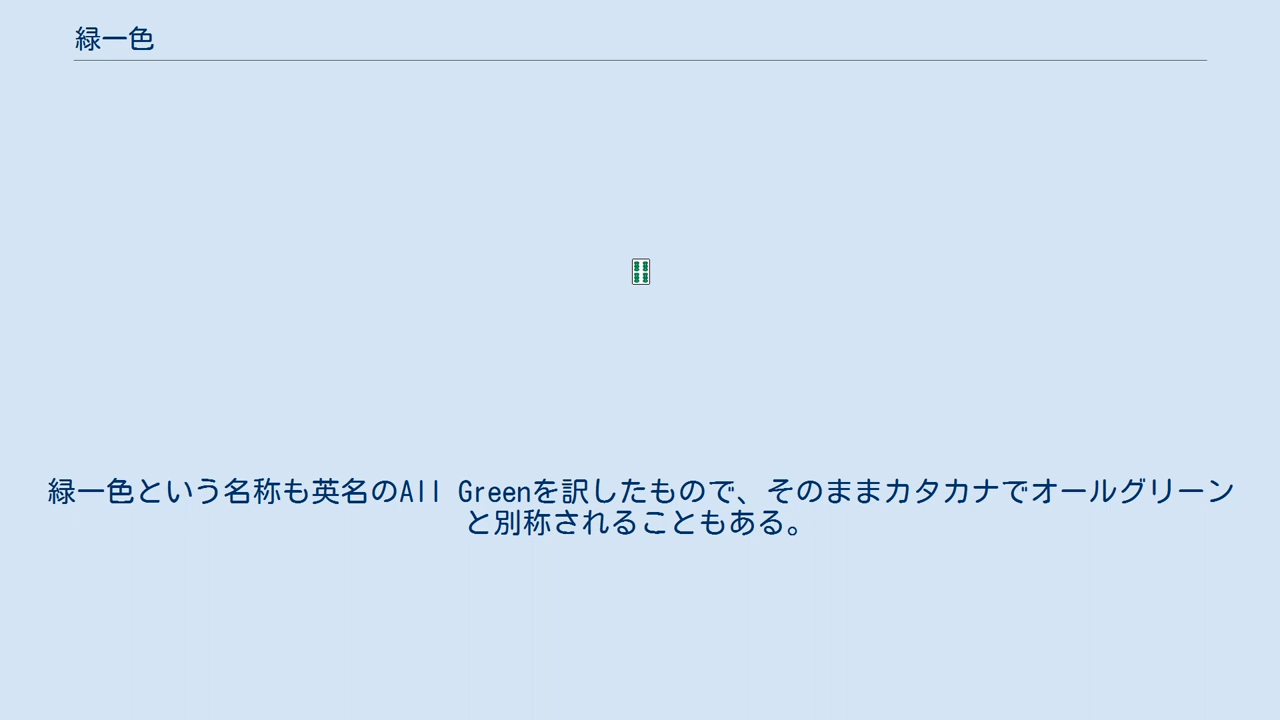 緑一色
緑一色という名称も英名のAll Greenを訳したもので、そのままカタカナでオールグリーン
と別称されることもある。